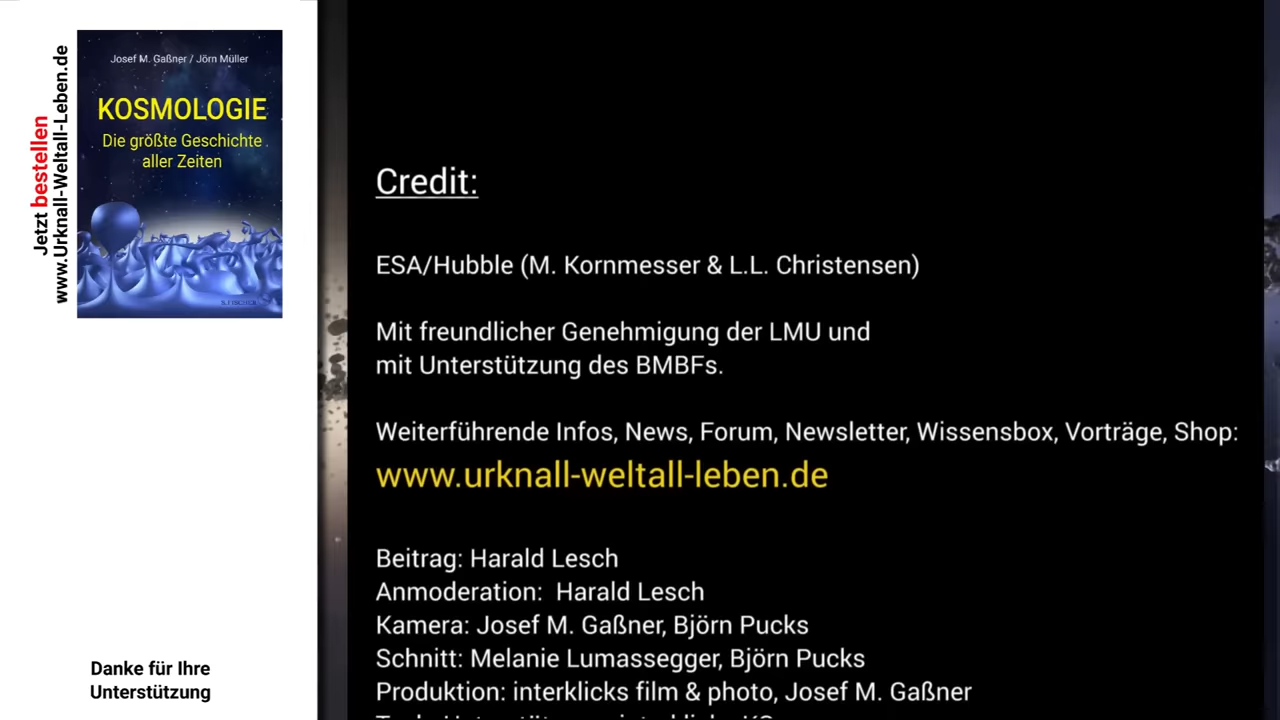 Jetzt bestellen
www.Urknall-Weltall-Leben.de
Josef M. Gaßner / Jörn Müller
KOSMOLOGIE
Die größte Geschichte
aller Zeiten
Danke für Ihre
Unterstützung
Credit:
ESA/Hubble (M. Kornmesser & L.L. Christensen)
Mit freundlicher Genehmigung der LMU und
mit Unterstützung des BMBFs.
Weiterführende Infos, News, Forum, Newsletter, Wissensbox, Vorträge, Shop:
www.urknall-weltall-leben.de
Beitrag: Harald Lesch
Anmoderation: Harald Lesch
Kamera: Josef M. Gaßner, Björn Pucks
Schnitt: Melanie Lumassegger, Björn Pucks
Produktion: interklicks film & photo, Josef M. Gaßner